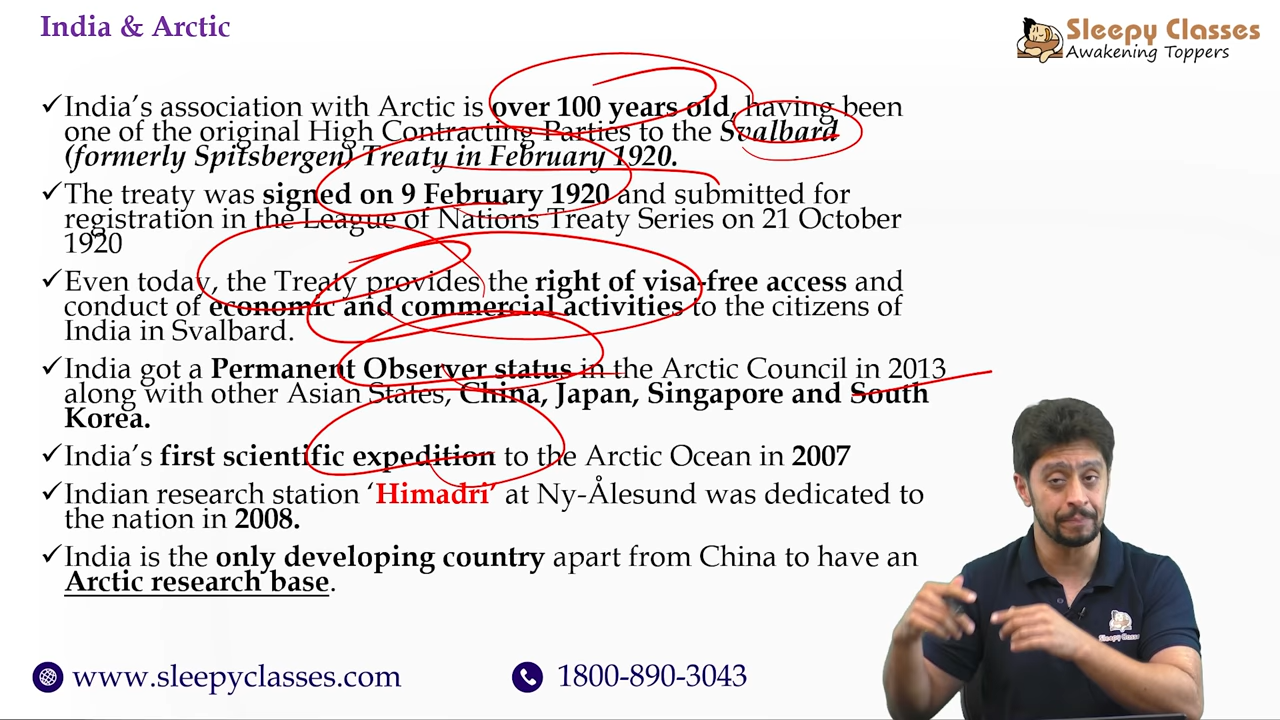 India & Arctic
Sleepy Classes
Awakening Toppers
✓India's association with Arctic is over 100 years old, having been
one of the original High Contracting Parties to the Svalbard
(formerly Spitsbergen) Treaty in February 1920.
✓The treaty was signed on 9 February 1920 and submitted for
registration in the League of Nations Treaty Series on 21 October
1920
✓Even today, the Treaty provides the right of visa-free access and
conduct of economic and commercial activities to the citizens of
India in Svalbard.
✓India got a Permanent Observer status in the Arctic Council in 2013
along with other Asian States, China, Japan, Singapore and South
Korea.
✓India's first scientific expedition to the Arctic Ocean in 2007
✓Indian research station 'Himadri' at Ny-Ålesund was dedicated to
the nation in 2008.
✓India is the only developing country apart from China to have an
Arctic research base.
Sleepy Classes
www.sleepyclasses.com
1800-890-3043